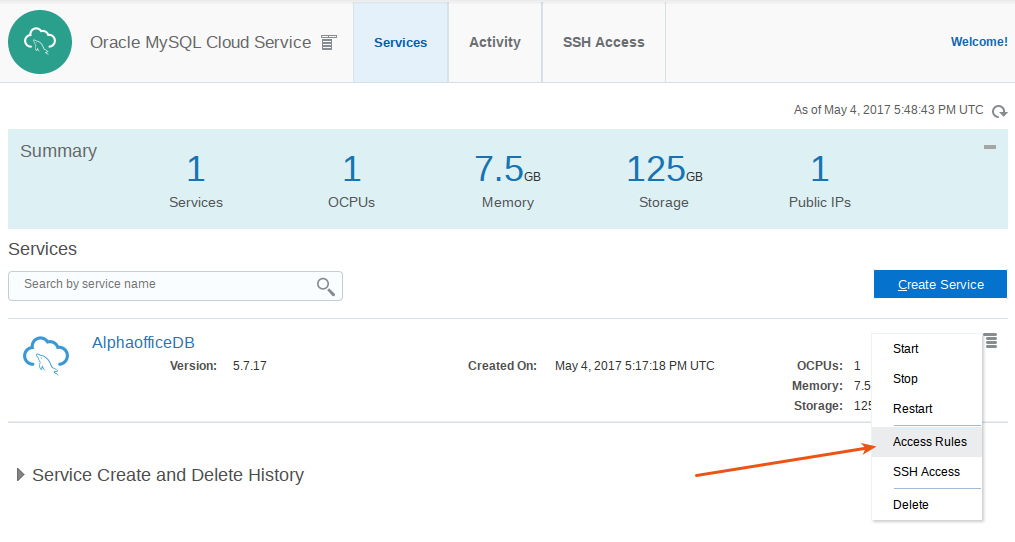 Oracle MySQL Cloud Service
Services
Activity
SSH Access
Welcome!
As of May 4, 2017 5:48:43 PM UTC
Summary
1
Services
1
OCPUs
7.5GB
Memory
125GB
Storage
1
Public IPs
Services
Search by service name
Create Service
AlphaofficeDB
Version: 5.7.17
Created On: May 4, 2017 5:17:18 PM UTC
OCPUs: 1
Memory: 7.5
Storage: 125
Start
Stop
Restart
Access Rules
SSH Access
Delete
Service Create and Delete History